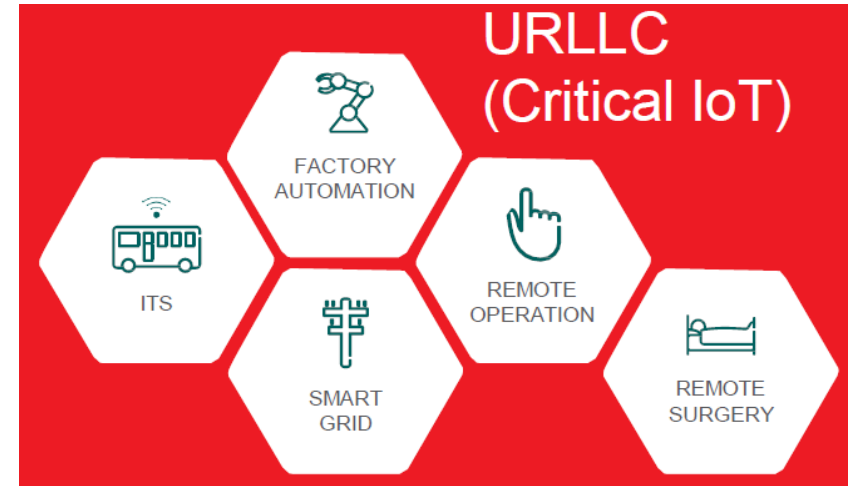 URLLC
(Critical IoT)
FACTORY
AUTOMATION
ITS
REMOTE
OPERATION
SMART
GRID
REMOTE
SURGERY